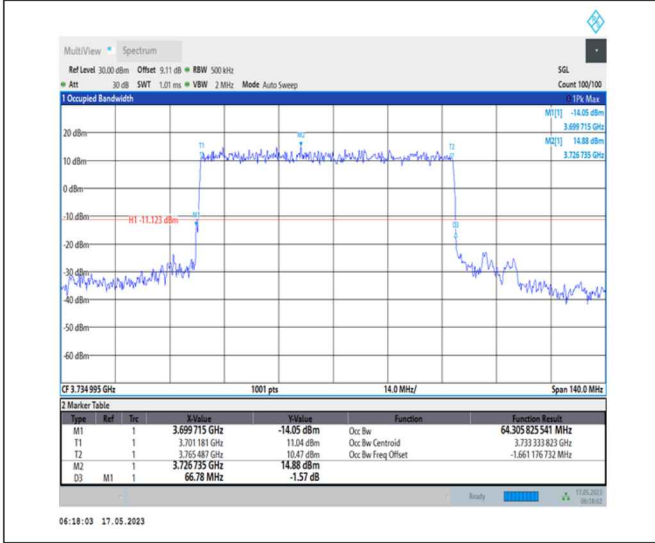 MultiView Spectrum
Ref Level 30.00 dBm Offset 9.11 dB RBW 500 kHz SGL
Att 30 dB SWT 1.01 ms VBW 2 MHz Mode Auto Sweep Count 100/100
1 Occupied Bandwidth 1Pk Max
M1[1] -14.05 dBm
3.699 715 GHz
20 dBm M2 M2[1] 14.88 dBm
T1 T2 3.726 735 GHz
10 dBm
0 dBm
-10 dBm H1 -11.123 dBm M1
D3
-20 dBm
-30 dBm
-40 dBm
-50 dBm
-60 dBm
CF 3.734 995 GHz 1001 pts 14.0 MHz/ Span 140.0 MHz
2 Marker Table
Type Ref Trc X-Value Y-Value Function Function Result
M1 1 3.699 715 GHz -14.05 dBm Occ Bw 64.305 825 541 MHz
T1 1 3.701 181 GHz 11.04 dBm Occ Bw Centroid 3.733 333 823 GHz
T2 1 3.765 487 GHz 10.47 dBm Occ Bw Freq Offset -1.661 176 732 MHz
M2 1 3.726 735 GHz 14.88 dBm
D3 M1 1 66.78 MHz -1.57 dB
Ready 17.05.2023
06:18:02
06:18:03 17.05.2023